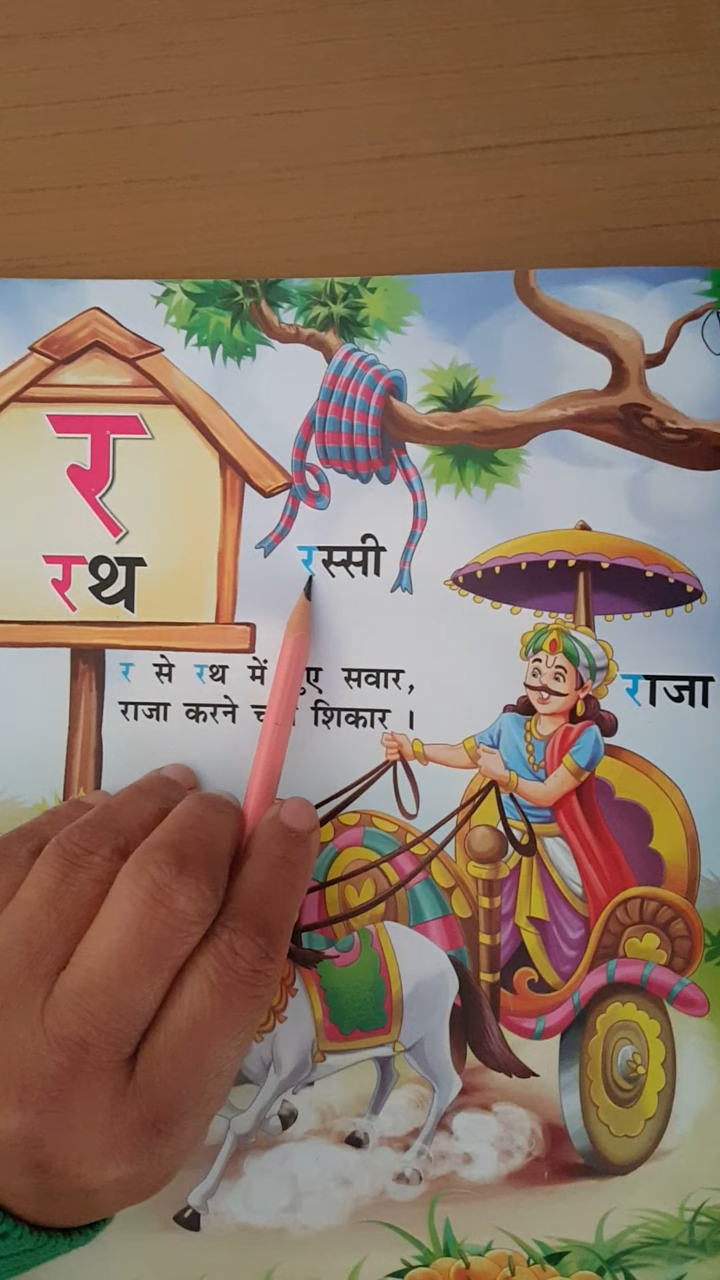 र
रथ
रस्सी
राजा
र से रथ में सवार,
राजा करने शिकार ।